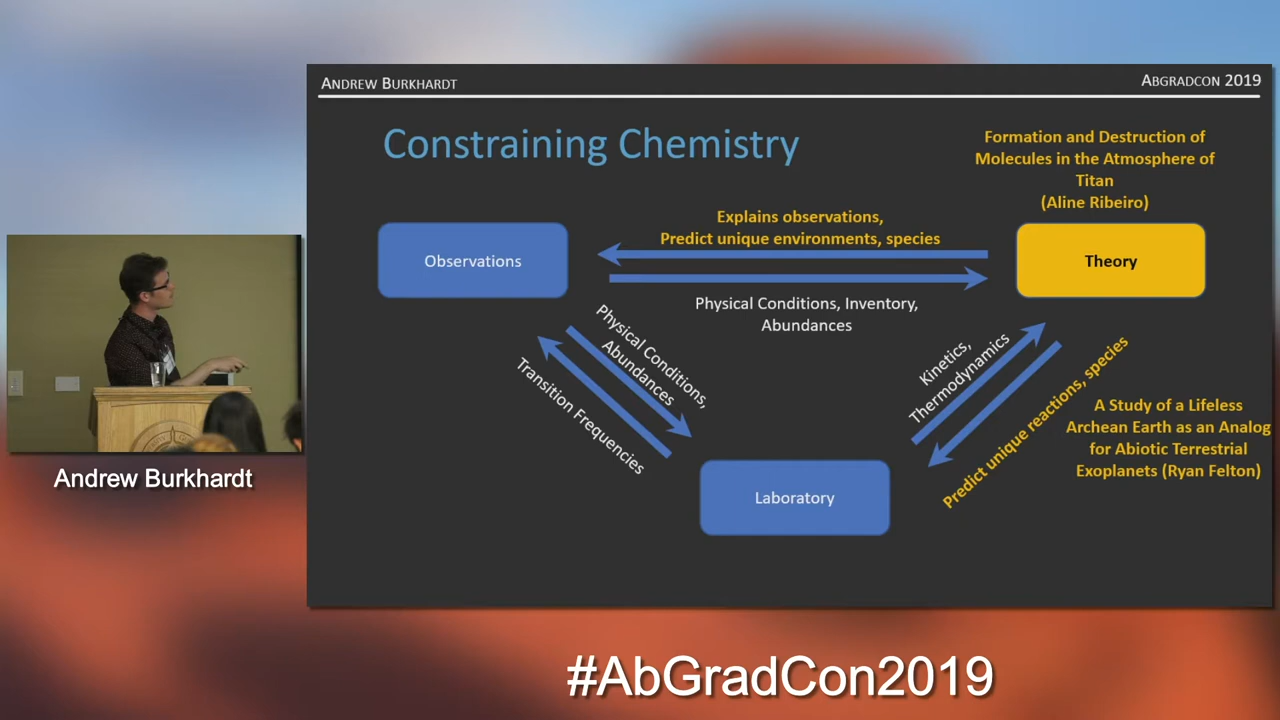 ANDREW BURKHARDT
ABGRADCON 2019
Constraining Chemistry
Formation and Destruction of
Molecules in the Atmosphere of
Titan
(Aline Ribeiro)
Explains observations,
Predict unique environments, species
Observations
Theory
Physical Conditions, Inventory,
Abundances
Physical Conditions,
Abundances
Transition Frequencies
Kinetics,
Thermodynamics
Predict unique reactions, species
A Study of a Lifeless
Archean Earth as an Analog
for Abiotic Terrestrial
Exoplanets (Ryan Felton)
Laboratory
Andrew Burkhardt
#AbGradCon2019